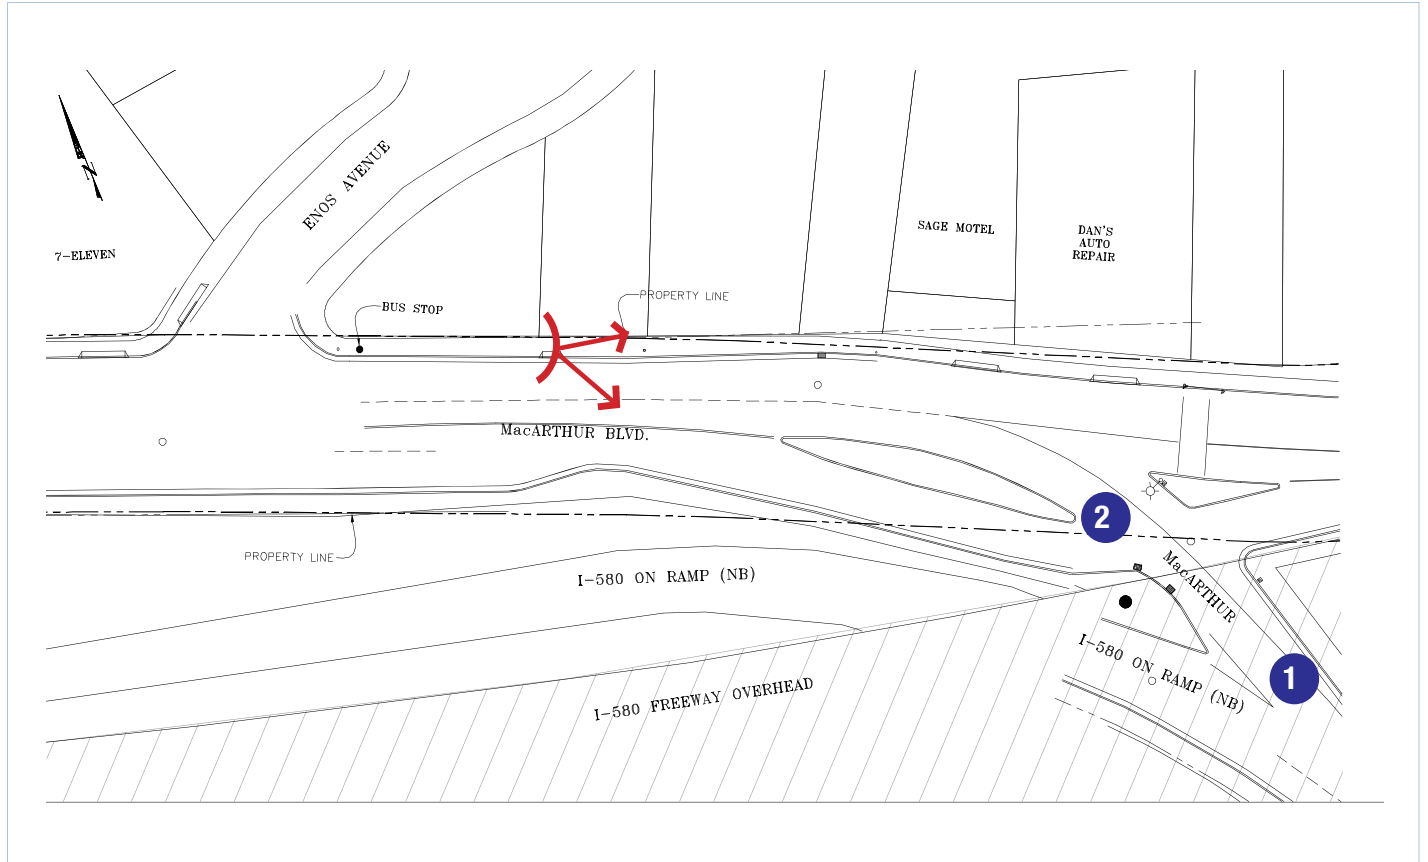 N
ENOS AVENUE
7-ELEVEN
SAGE MOTEL
DAN'S
AUTO
REPAIR
BUS STOP
PROPERTY LINE
MacARTHUR BLVD.
2
PROPERTY LINE
I-580 ON RAMP (NB)
MacARTHUR
I-580 ON RAMP (NB)
1
I-580 FREEWAY OVERHEAD